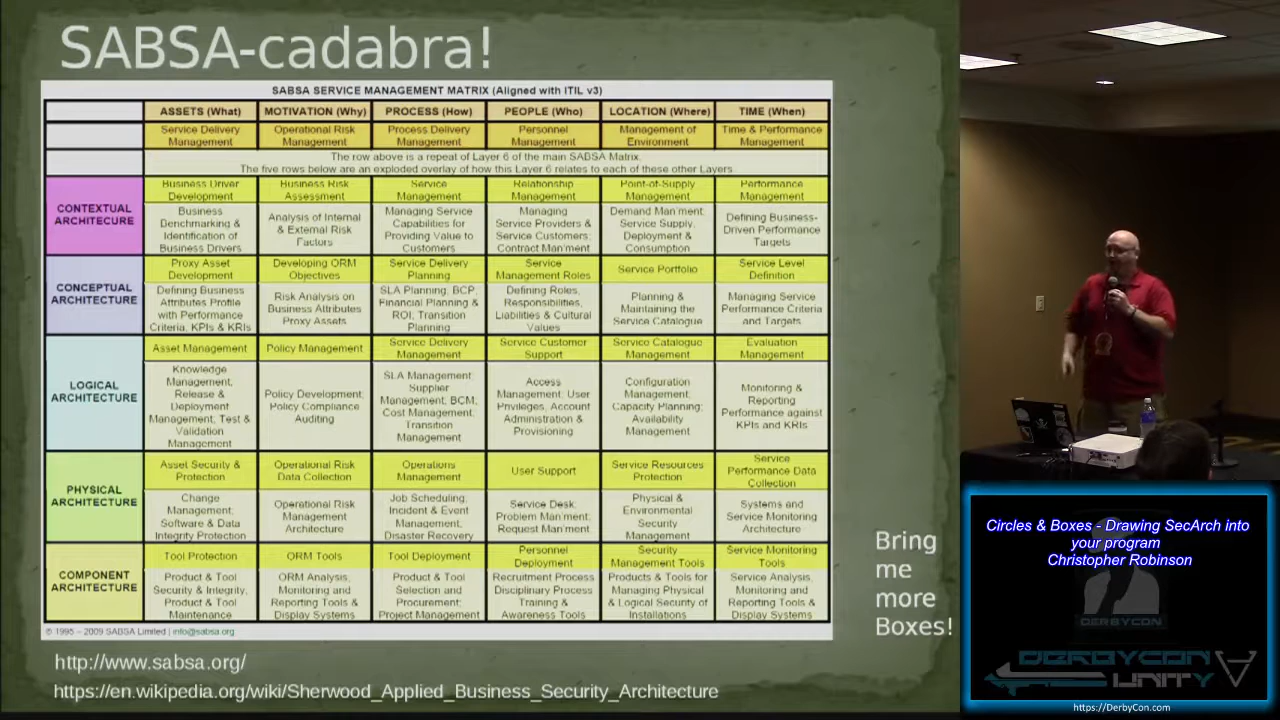 SABSA-cadabra!
SABSA SERVICE MANAGEMENT MATRIX (Aligned with ITIL v3)
ASSETS (What) MOTIVATION (Why) PROCESS (How) PEOPLE (Who) LOCATION (Where) TIME (When)
Service Delivery Management
Operational Risk Management
Process Delivery Management
Personnel Management
Management of Environment
Time & Performance Management
The row above is a repeat of Layer 6 of the main SABSA Matrix.
The five rows below are an exploded overlay of how this Layer 6 relates to each of these other Layers
CONTEXTUAL ARCHITECURE
Business Driver Development
Business Risk Assessment
Service Management
Relationship Management
Point-of-Supply Management
Performance Management
Business Benchmarking & Identification of Business Drivers
Analysis of Internal & External Risk Factors
Managing Service Capabilities for Providing Value to Customers
Managing Service Providers & Service Customers; Contract Man'ment
Demand Man'ment; Service Supply, Deployment & Consumption
Defining Business-Driven Performance Targets
CONCEPTUAL ARCHITECTURE
Proxy Asset Development
Developing ORM Objectives
Service Delivery Planning
Service Management Roles
Service Portfolio
Service Level Definition
Defining Business Attributes Profile with Performance Criteria, KPIs & KRIs
Risk Analysis on Business Attributes Proxy Assets
SLA Planning; BCP; Financial Planning & ROI; Transition Planning
Defining Roles, Responsibilities, Liabilities & Cultural Values
Planning & Maintaining the Service Catalogue
Managing Service Performance Criteria and Targets
LOGICAL ARCHITECTURE
Asset Management
Policy Management
Service Delivery Management
Service Customer Support
Service Catalogue Management
Evaluation Management
Knowledge Management; Release & Deployment Management; Test & Validation Management
Policy Development; Policy Compliance Auditing
SLA Management; Supplier Management; BCM; Cost Management; Transition Management
Access Management; User Privileges, Account Administration & Provisioning
Configuration Management; Capacity Planning; Availability Management
Monitoring & Reporting Performance against KPIs and KRIs
PHYSICAL ARCHITECTURE
Asset Security & Protection
Operational Risk Data Collection
Operations Management
User Support
Service Resources Protection
Service Performance Data Collection
Change Management; Software & Data Integrity Protection
Operational Risk Management Architecture
Job Scheduling; Incident & Event Management; Disaster Recovery
Service Desk; Problem Man'ment; Request Man'ment
Physical & Environmental Security Management
Systems and Service Monitoring Architecture
COMPONENT ARCHITECTURE
Tool Protection
ORM Tools
Tool Deployment
Personnel Deployment
Security Management Tools
Service Monitoring Tools
Product & Tool Security & Integrity; Product & Tool Maintenance
ORM Analysis, Monitoring and Reporting Tools & Display Systems
Product & Tool Selection and Procurement; Project Management
Recruitment Process Disciplinary Process Training & Awareness Tools
Products & Tools for Managing Physical & Logical Security of Installations
Service Analysis, Monitoring and Reporting Tools & Display Systems
© 1995 – 2009 SABSA Limited | info@sabsa.org
Bring
me
more
Boxes!
http://www.sabsa.org/
https://en.wikipedia.org/wiki/Sherwood_Applied_Business_Security_Architecture
Circles & Boxes - Drawing SecArch into
your program
Christopher Robinson
DERBYCON
DERBYCON
UNITY
https://DerbyCon.com